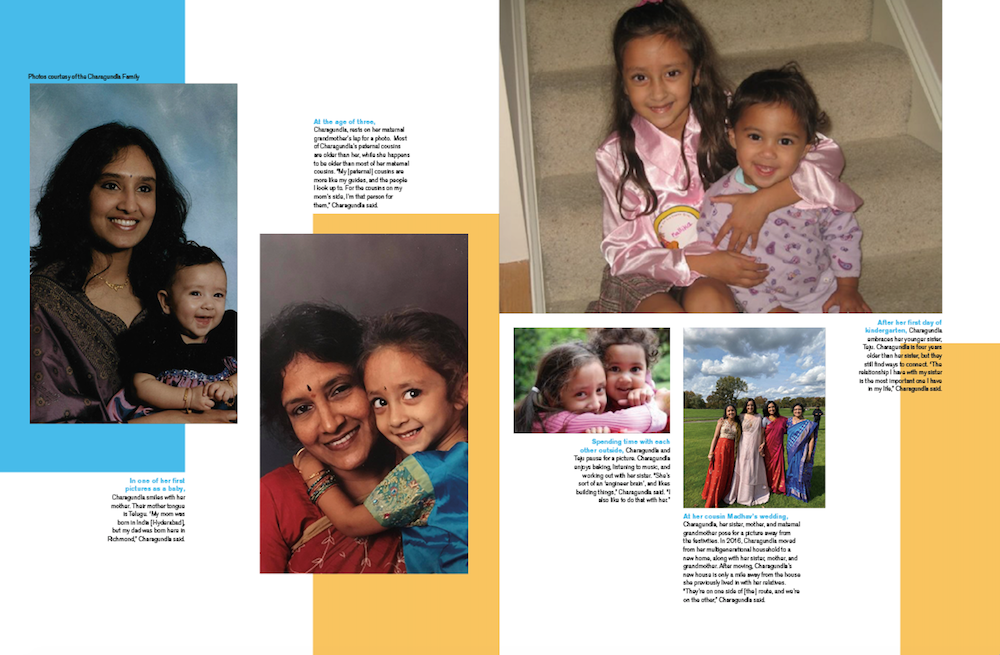 Photos courtesy of the Charagundla Family
At the age of three,
Charagundla, rests on her maternal
grandmother's lap for a photo. Most
of Charagundla's paternal cousins
are older than her, while she happens
to be older than most of her maternal
cousins. "My [paternal] cousins are
more like my guides, and the people
I look up to. For the cousins on my
mom's side, I'm that person for
them," Charagundla said.
In one of her first
pictures as a baby,
Charagundla smiles with her
mother. Their mother tongue
is Telugu. "My mom was
born in India [Hyderabad],
but my dad was born here in
Richmond," Charagundla said.
After her first day of
kindergarten, Charagundla
embraces her younger sister,
Teju. Charagundla is four years
older than her sister, but they
still find ways to connect. "The
relationship I have with my sister
is the most important one I have
in my life," Charagundla said.
Spending time with each
other outside, Charagundla and
Teju pause for a picture. Charagundla
enjoys baking, listening to music, and
working out with her sister. "She's
sort of an 'engineer brain', and likes
building things," Charagundla said. "I
also like to do that with her."
At her cousin Madhar's wedding,
Charagundla, her sister, mother, and maternal
grandmother pose for a picture away from
the festivities. In 2016, Charagundla moved
from her multigenerational household to a
new home, along with her sister, mother, and
grandmother. After moving, Charagundla's
new house is only a mile away from the house
she previously lived in with her relatives.
"They're on one side of [the] route, and we're
on the other," Charagundla said.